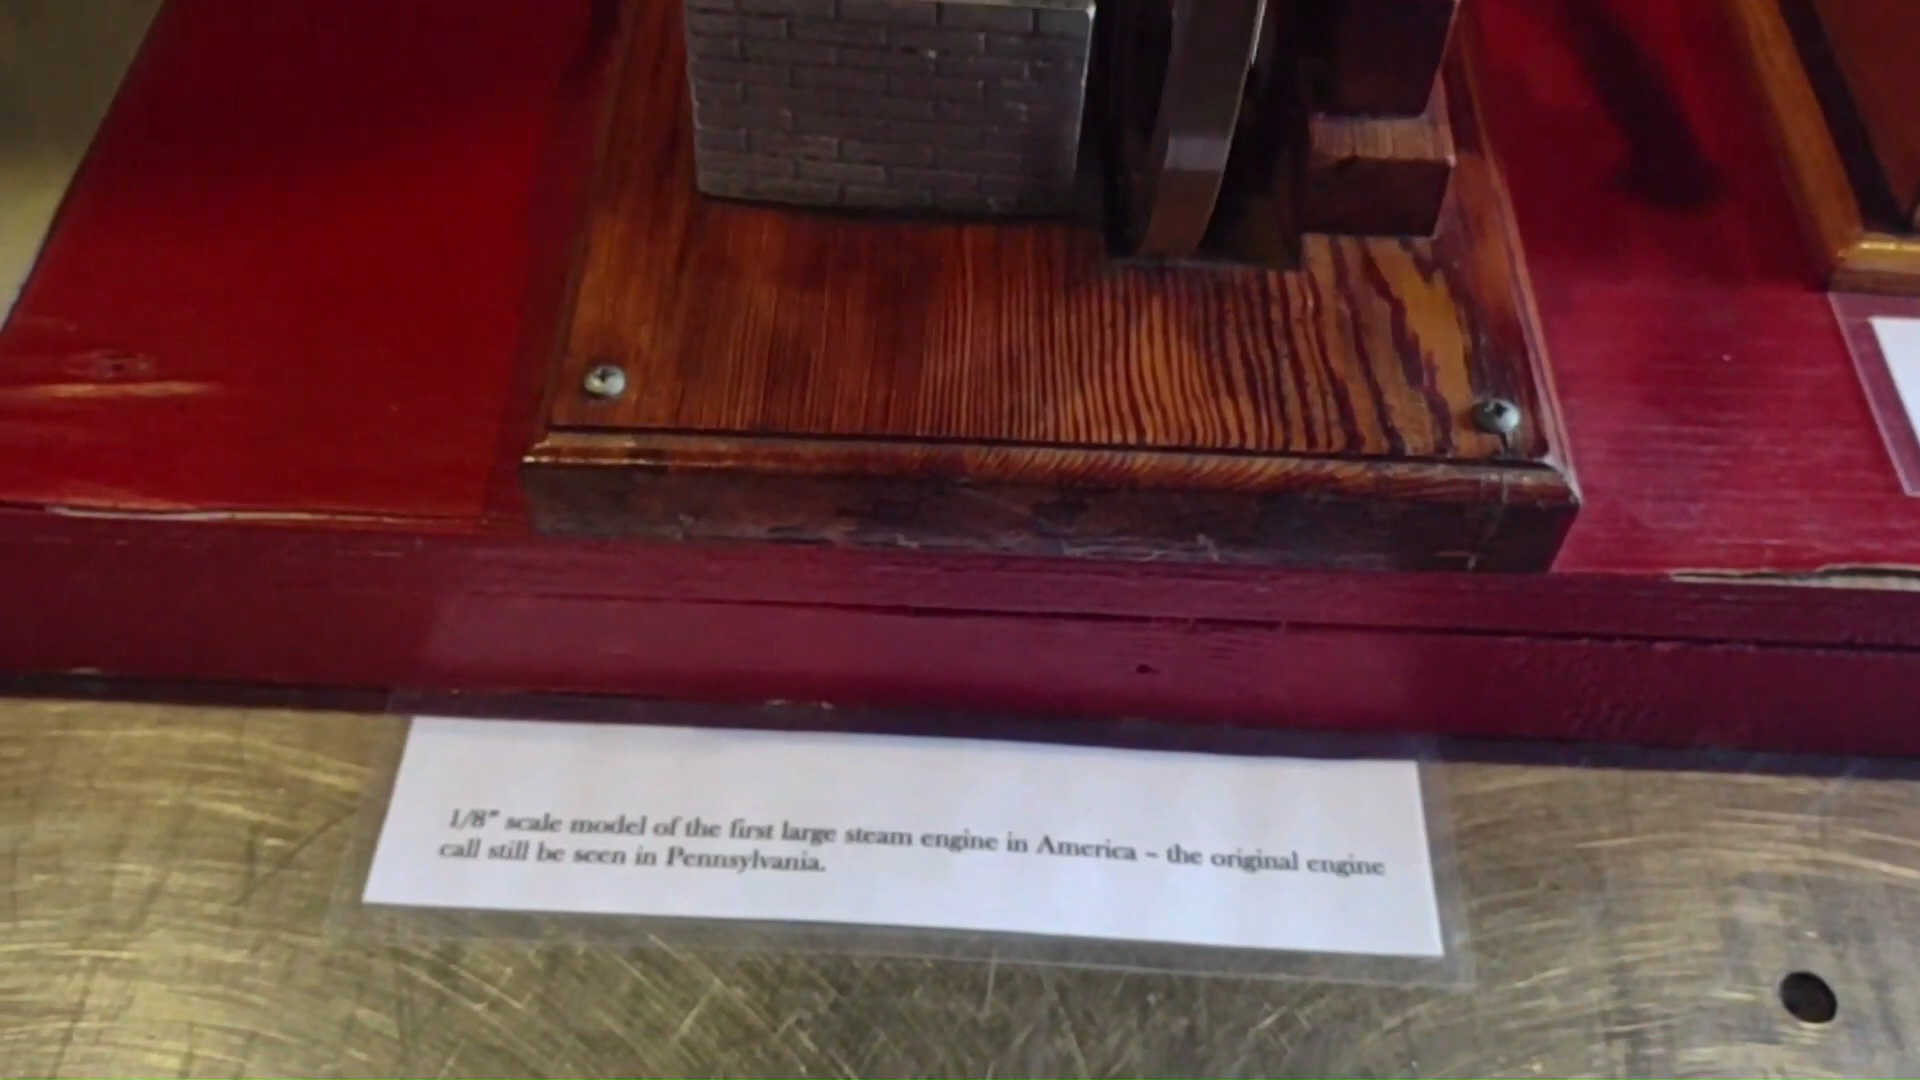 1/8" scale model of the first large steam engine in America - the original engine
call still be seen in Pennsylvania.